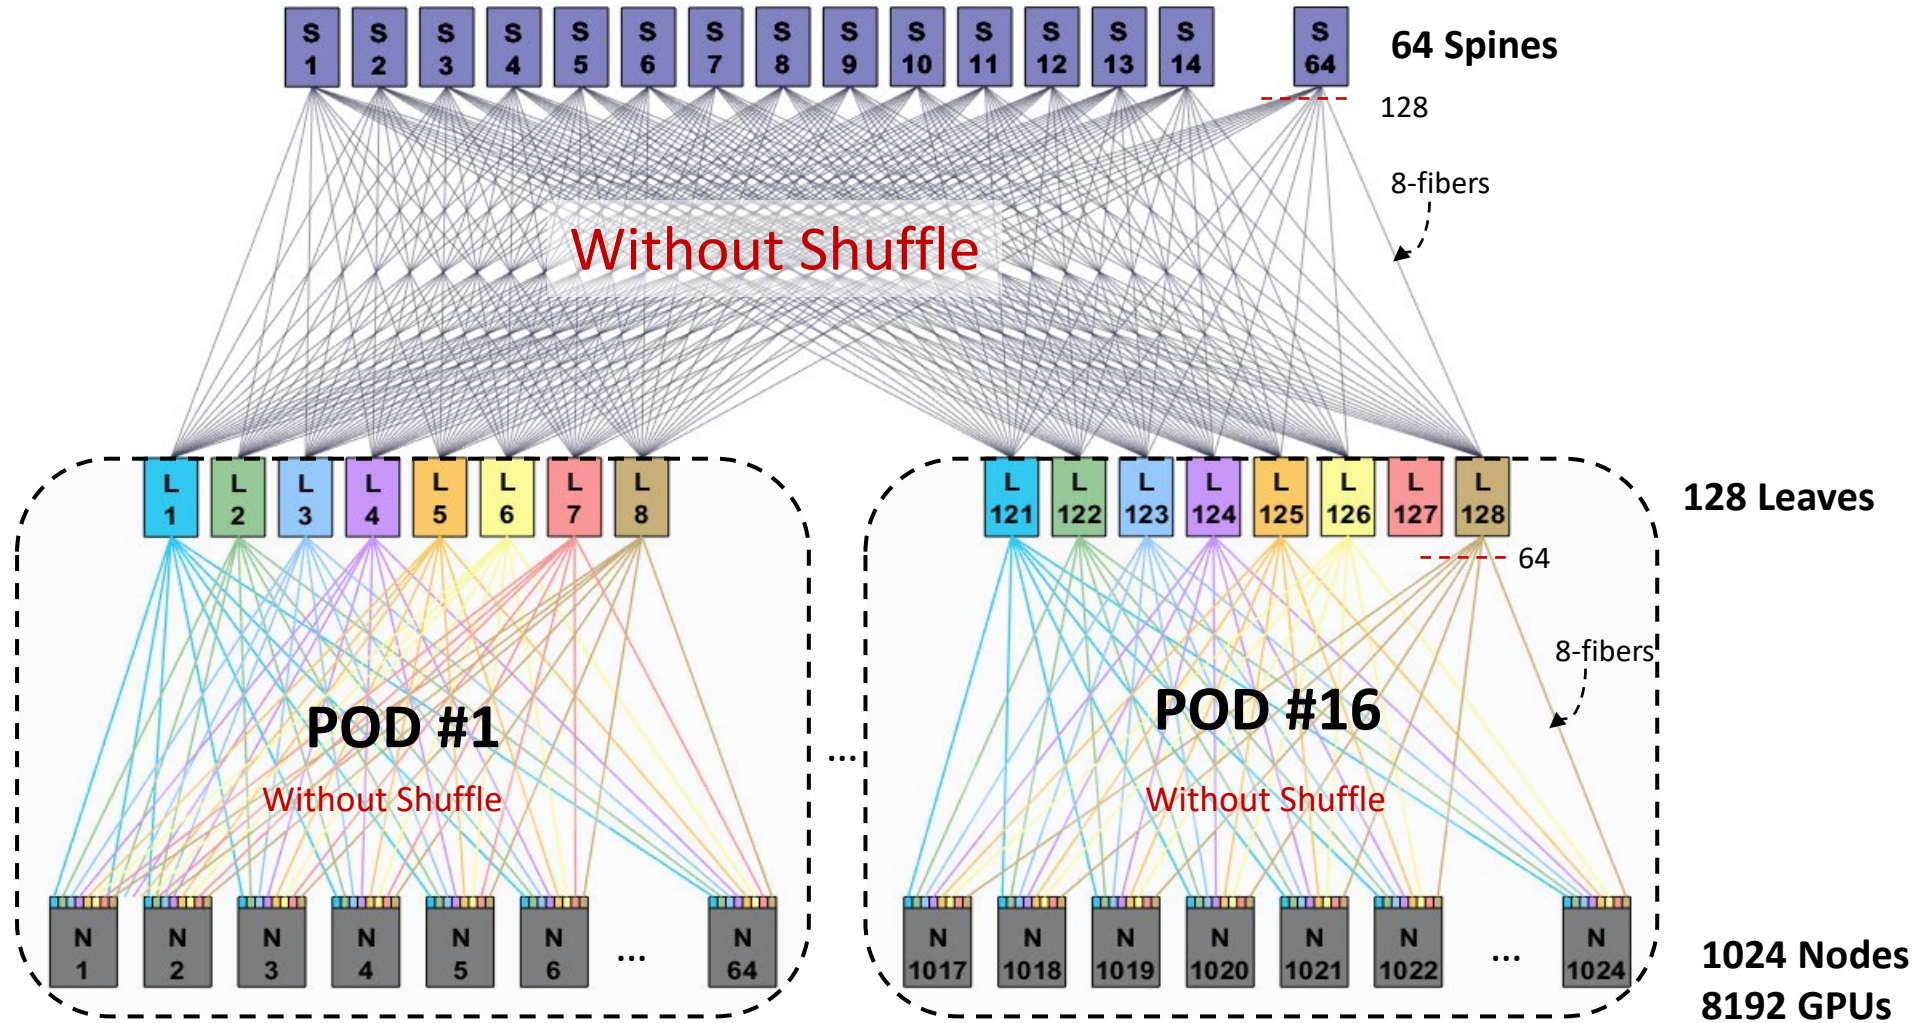 S 1
S 2
S 3
S 4
S 5
S 6
S 7
S 8
S 9
S 10
S 11
S 12
S 13
S 14
S 64
64 Spines
128
8-fibers
Without Shuffle
L 1
L 2
L 3
L 4
L 5
L 6
L 7
L 8
L 121
L 122
L 123
L 124
L 125
L 126
L 127
L 128
128 Leaves
64
8-fibers
POD #1
Without Shuffle
...
POD #16
Without Shuffle
N 1
N 2
N 3
N 4
N 5
N 6
...
N 64
N 1017
N 1018
N 1019
N 1020
N 1021
N 1022
...
N 1024
1024 Nodes
8192 GPUs